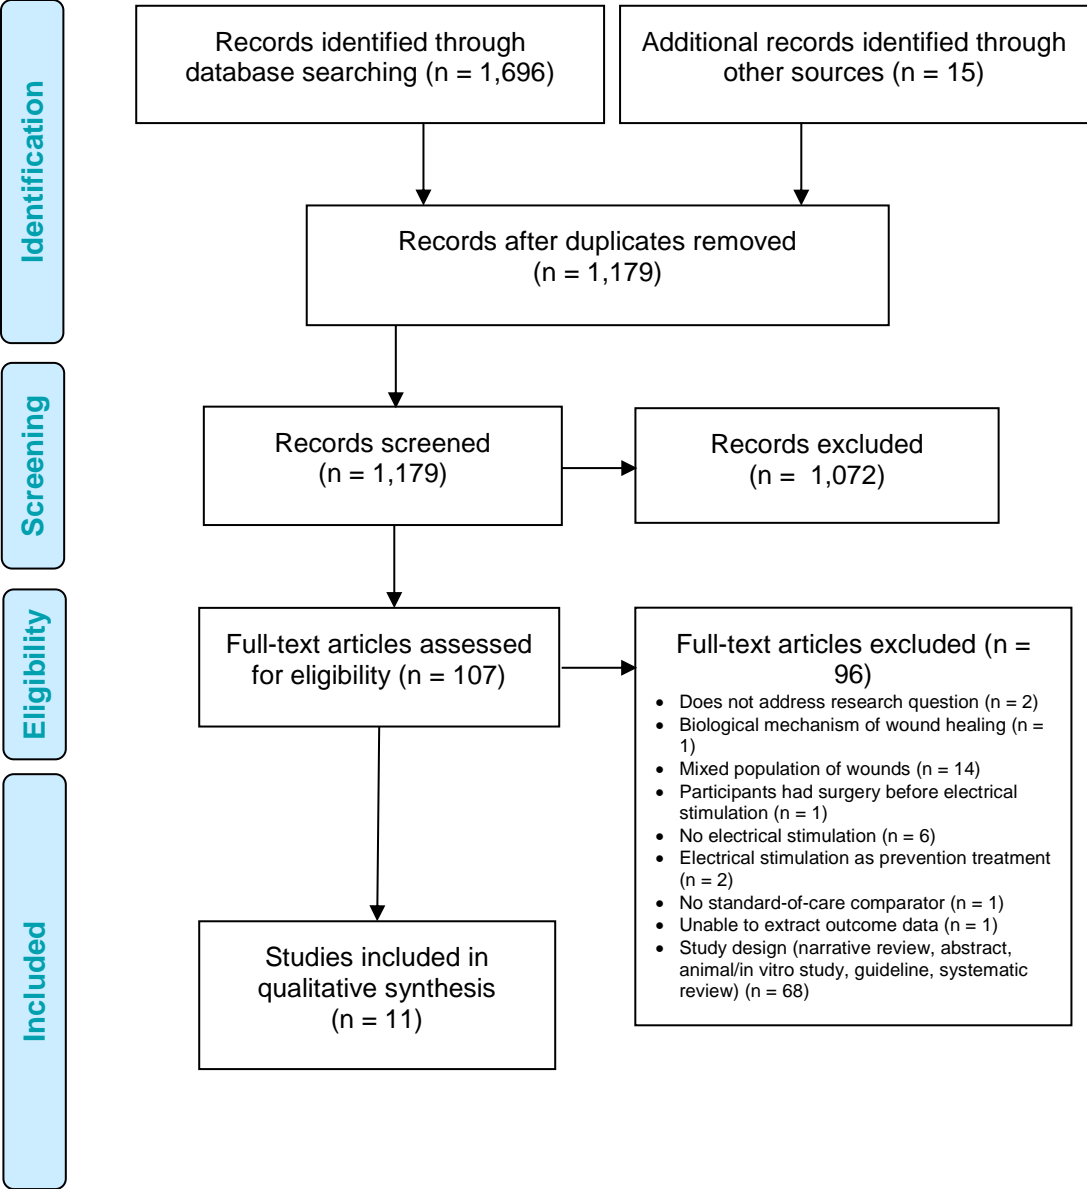 Identification
Records identified through
database searching (n = 1,696)
Additional records identified through
other sources (n = 15)
Records after duplicates removed
(n = 1,179)
Screening
Records screened
(n = 1,179)
Records excluded
(n =  1,072)
Eligibility
Full-text articles assessed
for eligibility (n = 107)
Full-text articles excluded (n =
96)
• Does not address research question (n = 2)
• Biological mechanism of wound healing (n =
1)
• Mixed population of wounds (n = 14)
• Participants had surgery before electrical
stimulation (n = 1)
• No electrical stimulation (n = 6)
• Electrical stimulation as prevention treatment
(n = 2)
• No standard-of-care comparator (n = 1)
• Unable to extract outcome data (n = 1)
• Study design (narrative review, abstract,
animal/in vitro study, guideline, systematic
review) (n = 68)
Included
Studies included in
qualitative synthesis
(n = 11)